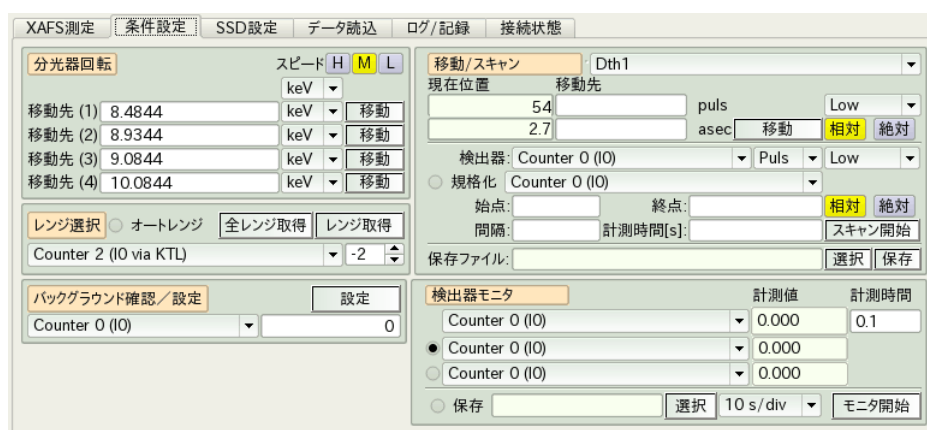 XAFS測定 条件設定 SSD設定 データ読込 ログ/記録 接続状態
分光器回転 スピード H M L
keV
移動先 (1) 8.4844 keV 移動
移動先 (2) 8.9344 keV 移動
移動先 (3) 9.0844 keV 移動
移動先 (4) 10.0844 keV 移動
レンジ選択 オートレンジ 全レンジ取得 レンジ取得
Counter 2 (I0 via KTL) -2
バックグラウンド確認/設定 設定
Counter 0 (I0) 0
移動/スキャン Dth1
現在位置 移動先
54 puls Low
2.7 asec 移動 相対 絶対
検出器: Counter 0 (I0) Puls Low
規格化 Counter 0 (I0)
始点: 終点: 相対 絶対
間隔: 計測時間[s]: スキャン開始
保存ファイル: 選択 保存
検出器モニタ 計測値 計測時間
Counter 0 (I0) 0.000 0.1
Counter 0 (I0) 0.000
Counter 0 (I0) 0.000
保存 選択 10 s/div モニタ開始